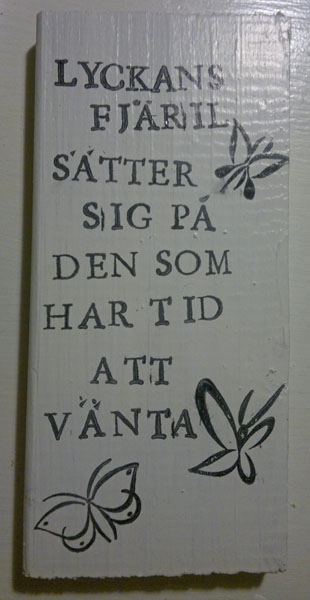 LYCKANS
FJÄRIL
SÄTTER
SIG PÅ
DEN SOM
HAR TID
ATT
VÄNTA